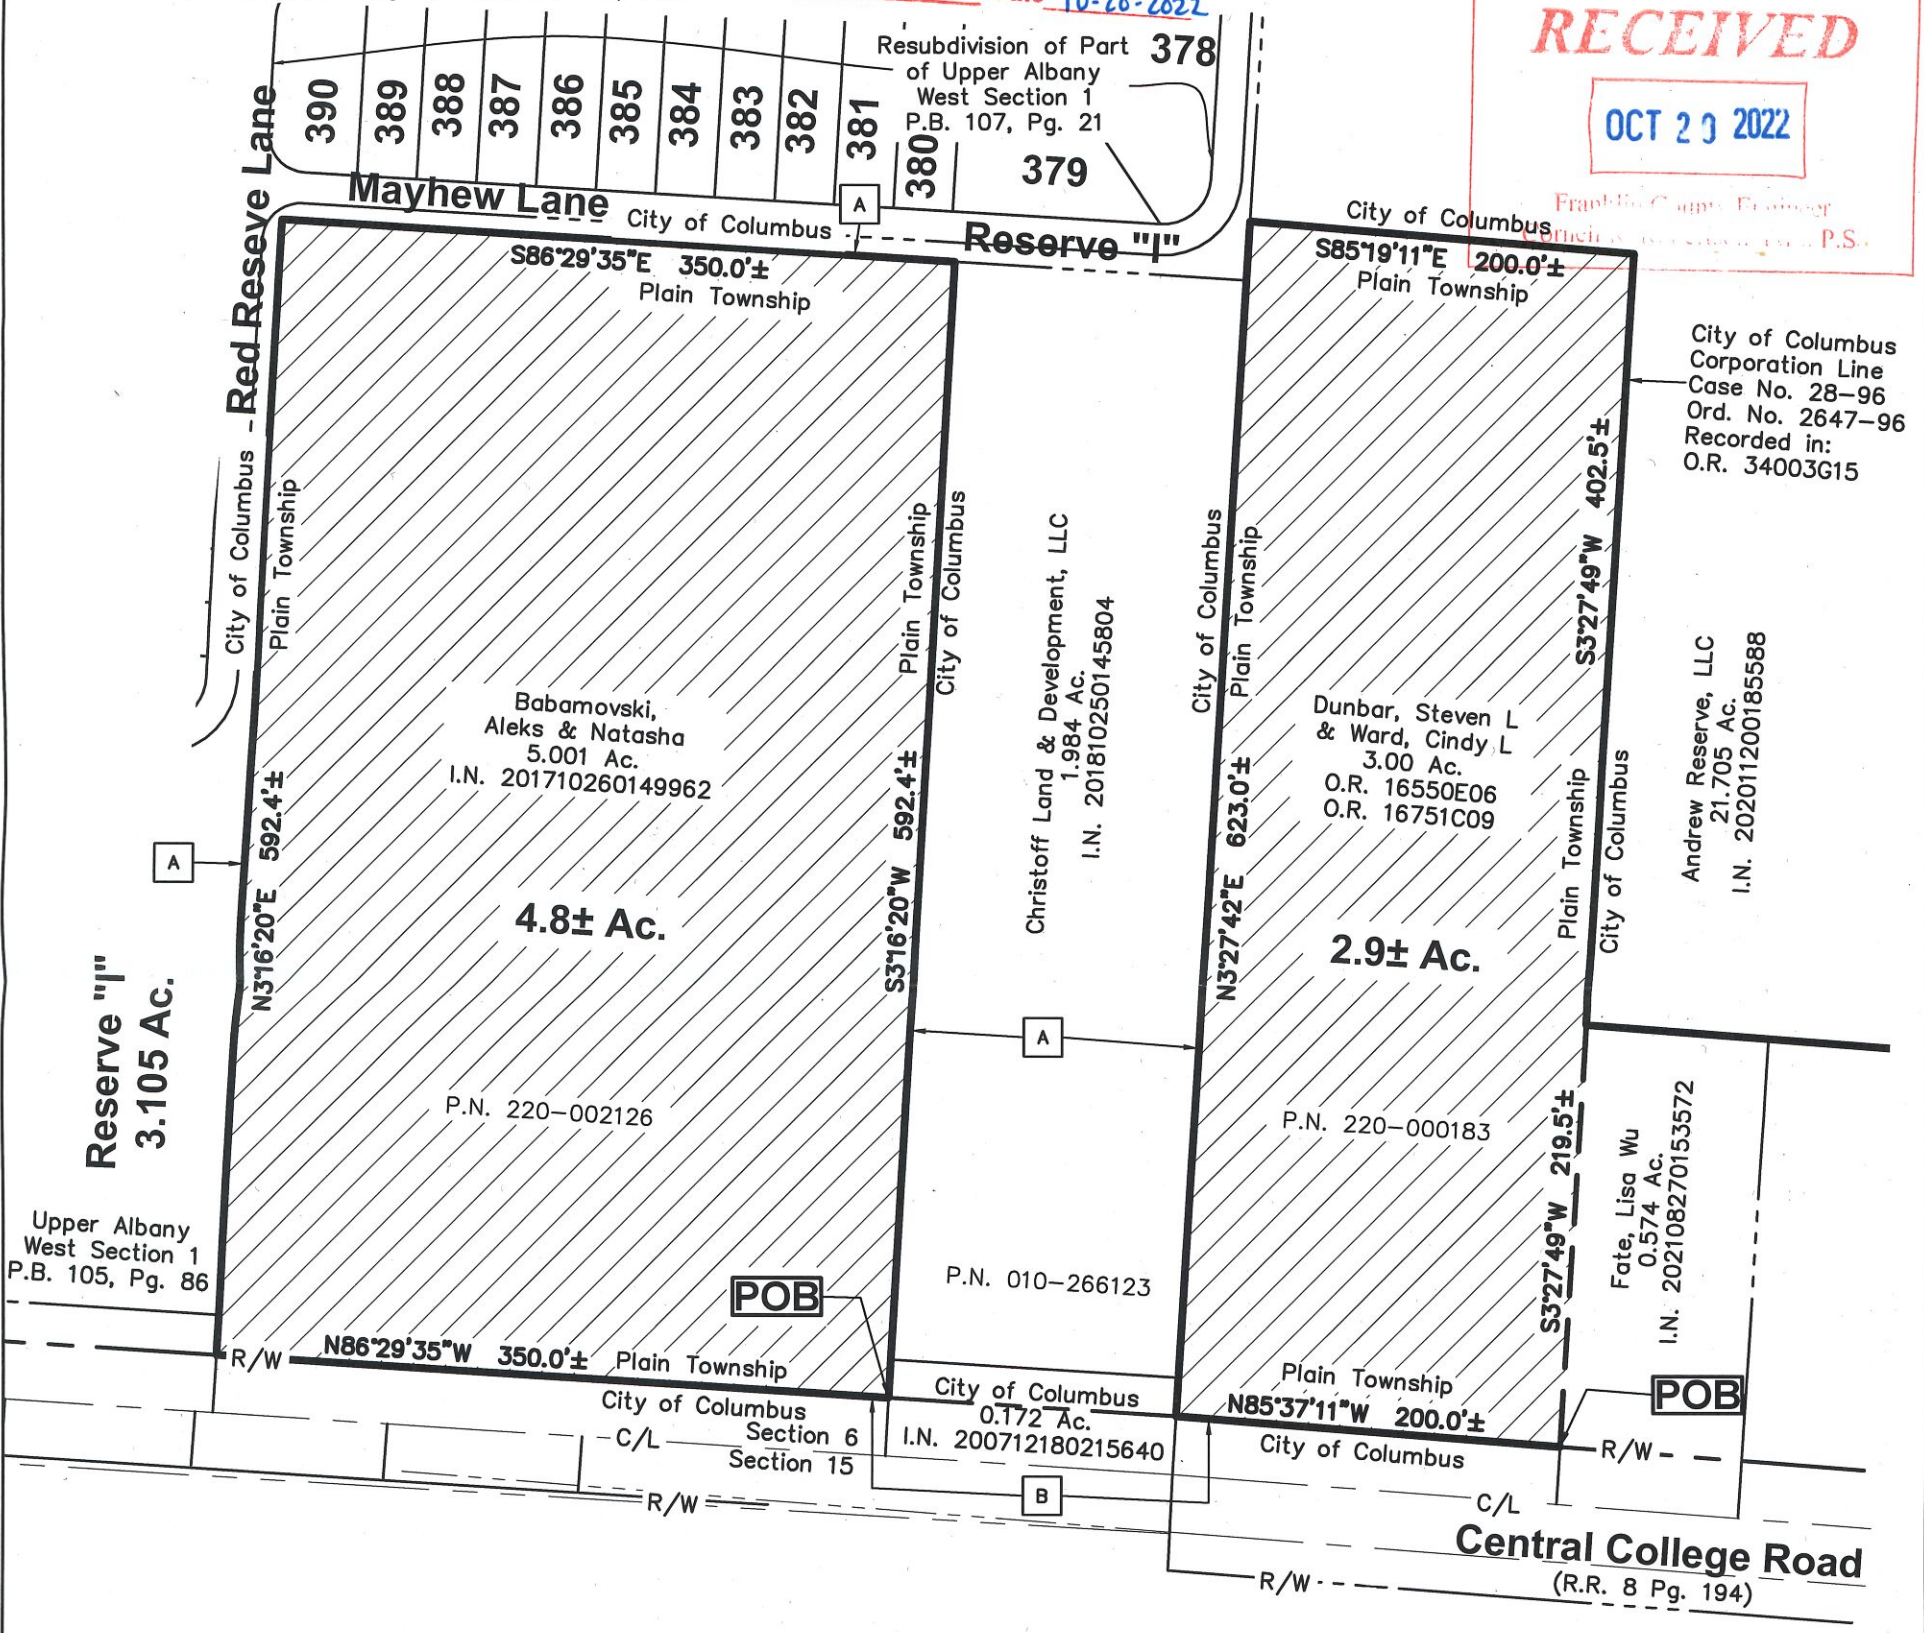 10-20-2022
RECEIVED
OCT 20 2022
Franklin County Engineer
P.S.
Resubdivision of Part
of Upper Albany
West Section 1
P.B. 107, Pg. 21
378
379
390
389
388
387
386
385
384
383
382
381
380
Red Reseve Lane
Mayhew Lane
A
City of Columbus
Reserve "I"
S86°29'35"E 350.0'±
Plain Township
City of Columbus
S85°19'11"E 200.0'±
Plain Township
City of Columbus
Corporation Line
Case No. 28-96
Ord. No. 2647-96
Recorded in:
O.R. 34003G15
City of Columbus
Plain Township
N3°16'20"E 592.4'±
A
Babamovski,
Aleks & Natasha
5.001 Ac.
I.N. 201710260149962
4.8± Ac.
P.N. 220-002126
Plain Township
City of Columbus
S3°16'20"W 592.4'±
Christoff Land & Development, LLC
1.984 Ac.
I.N. 201810250145804
A
P.N. 010-266123
City of Columbus
Plain Township
N3°27'42"E 623.0'±
Dunbar, Steven L
& Ward, Cindy L
3.00 Ac.
O.R. 16550E06
O.R. 16751C09
2.9± Ac.
P.N. 220-000183
S3°27'49"W 402.5'±
Plain Township
City of Columbus
Andrew Reserve, LLC
21.705 Ac.
I.N. 202011200185588
S3°27'49"W 219.5'±
Fate, Lisa Wu
0.574 Ac.
I.N. 202108270153572
Reserve "I"
3.105 Ac.
Upper Albany
West Section 1
P.B. 105, Pg. 86
POB
R/W
N86°29'35"W 350.0'± Plain Township
City of Columbus
C/L
Section 6
Section 15
R/W
City of Columbus
0.172 Ac.
I.N. 200712180215640
B
Plain Township
N85°37'11"W 200.0'±
City of Columbus
POB
R/W
C/L
Central College Road
(R.R. 8 Pg. 194)
R/W